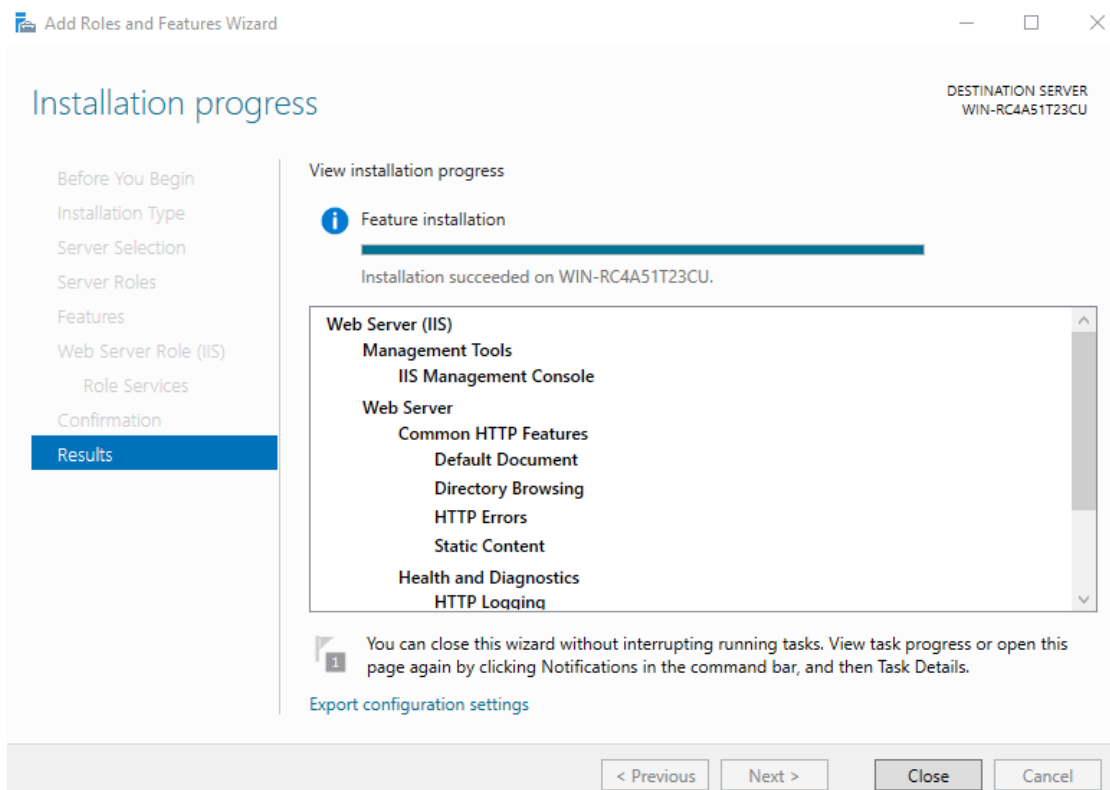 Add Roles and Features Wizard
Installation progress
DESTINATION SERVER
WIN-RC4A51T23CU
Before You Begin
Installation Type
Server Selection
Server Roles
Features
Web Server Role (IIS)
Role Services
Confirmation
Results
View installation progress
Feature installation
Installation succeeded on WIN-RC4A51T23CU.
Web Server (IIS)
Management Tools
IIS Management Console
Web Server
Common HTTP Features
Default Document
Directory Browsing
HTTP Errors
Static Content
Health and Diagnostics
HTTP Logging
1
You can close this wizard without interrupting running tasks. View task progress or open this
page again by clicking Notifications in the command bar, and then Task Details.
Export configuration settings
< Previous
Next >
Close
Cancel